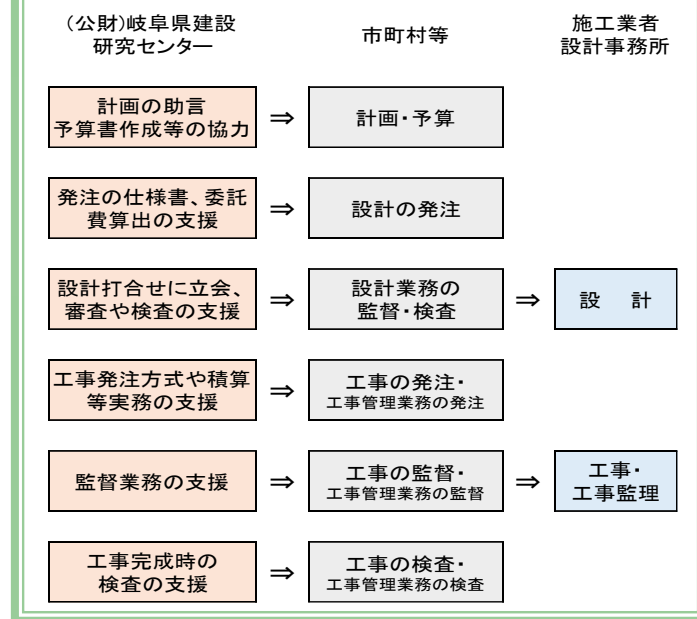 (公財)岐阜県建設
研究センター
市町村等
施工業者
設計事務所
計画の助言
予算書作成等の協力
⇒
計画・予算
発注の仕様書、委託
費算出の支援
⇒
設計の発注
設計打合せに立会、
審査や検査の支援
⇒
設計業務の
監督・検査
⇒
設　計
工事発注方式や積算
等実務の支援
⇒
工事の発注・
工事管理業務の発注
監督業務の支援
⇒
工事の監督・
工事管理業務の監督
⇒
工事・
工事監理
工事完成時の
検査の支援
⇒
工事の検査・
工事管理業務の検査